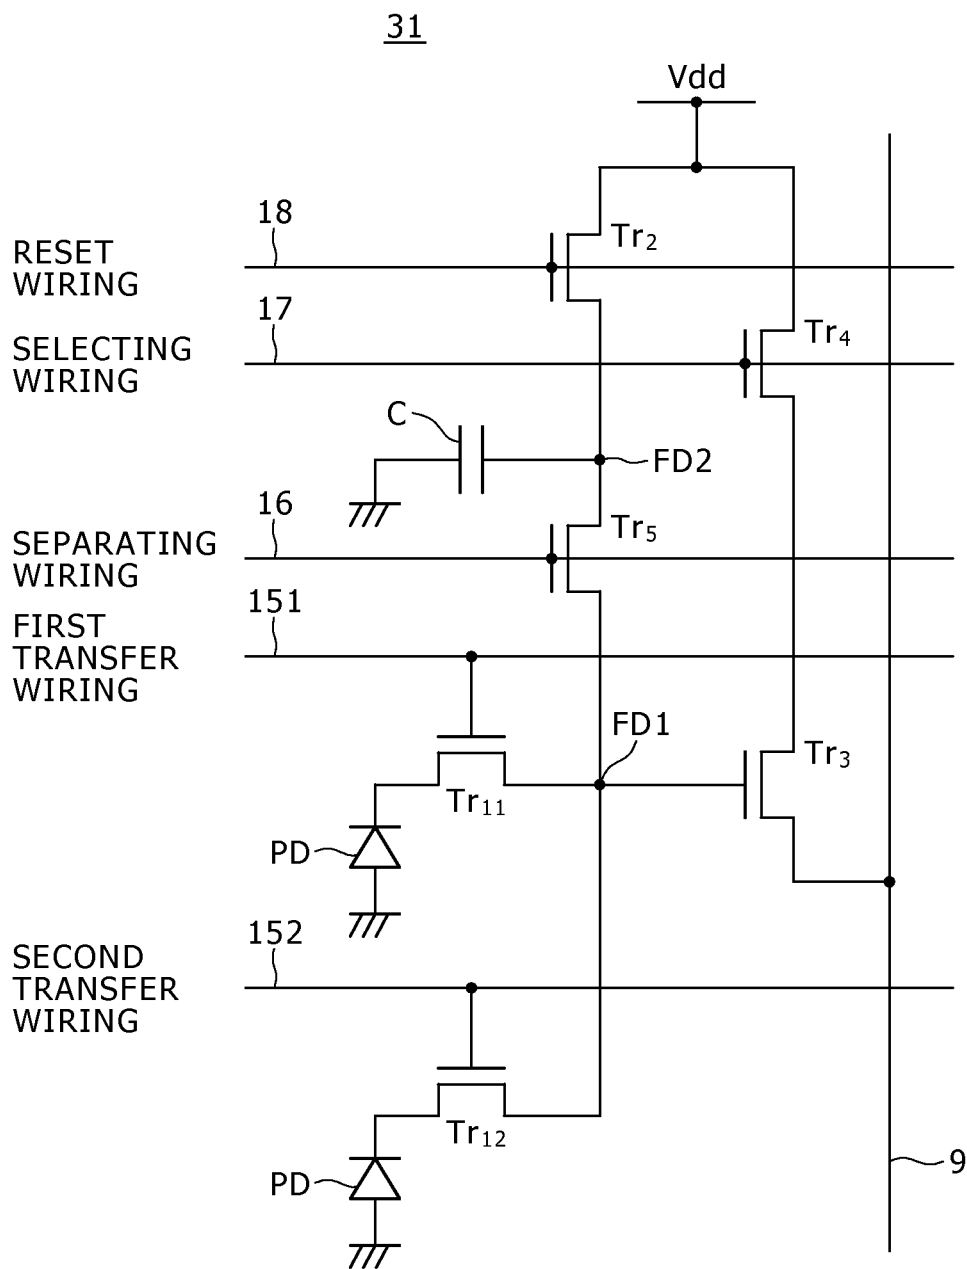 31
Vdd
18
RESET
WIRING
Tr2
17
SELECTING
WIRING
Tr4
C
FD2
16
SEPARATING
WIRING
Tr5
151
FIRST
TRANSFER
WIRING
FD1
Tr3
Tr11
PD
152
SECOND
TRANSFER
WIRING
Tr12
PD
9